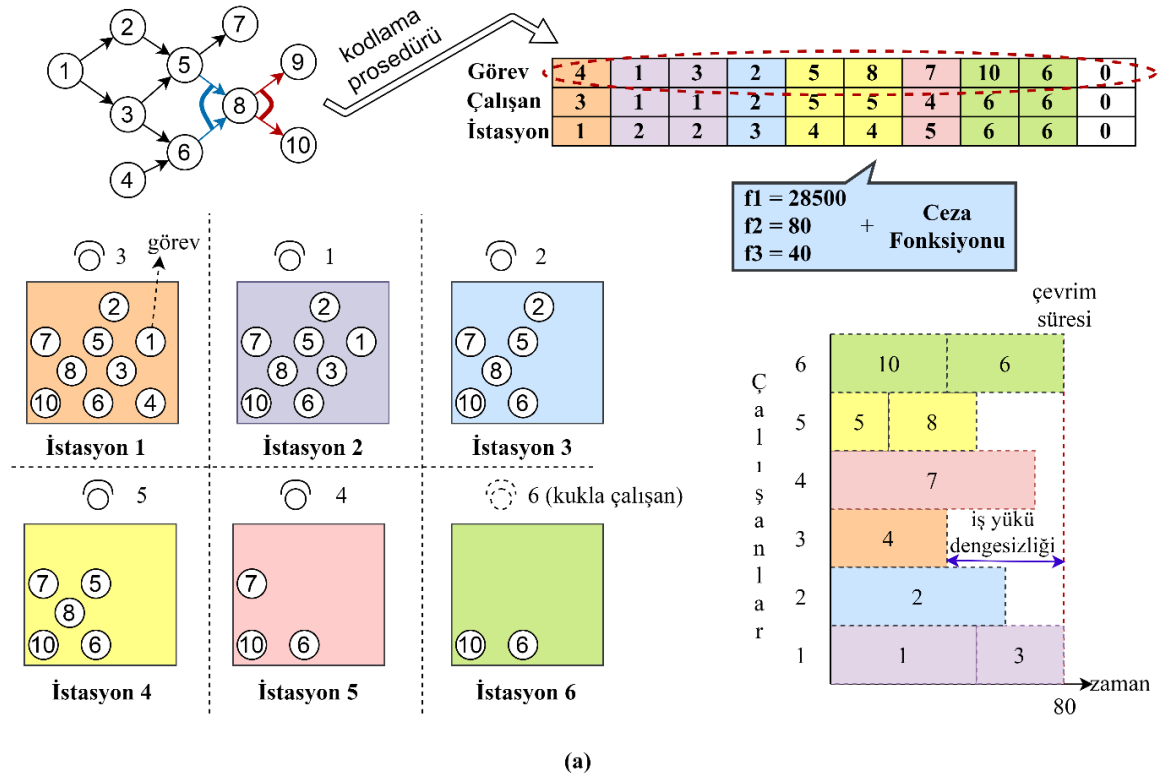 1
2
3
4
5
6
7
8
9
10
kodlama
prosedürü
Görev 4 1 3 2 5 8 7 10 6 0
Çalışan 3 1 1 2 5 5 4 6 6 0
İstasyon 1 2 2 3 4 4 5 6 6 0
f1 = 28500
f2 = 80
f3 = 40
+
Ceza
Fonksiyonu
3
görev
2
7 5 1
8 3
10 6 4
İstasyon 1
1
2
7 5 1
8 3
10 6
İstasyon 2
2
2
7 5
8
10 6
İstasyon 3
5
7 5
8
10 6
İstasyon 4
4
7
10 6
İstasyon 5
6 (kukla çalışan)
10 6
İstasyon 6
çevrim
süresi
Çalışanlar
6 10 6
5 5 8
4 7
3 4
iş yükü
dengesizliği
2 2
1 1 3
zaman
80
(a)